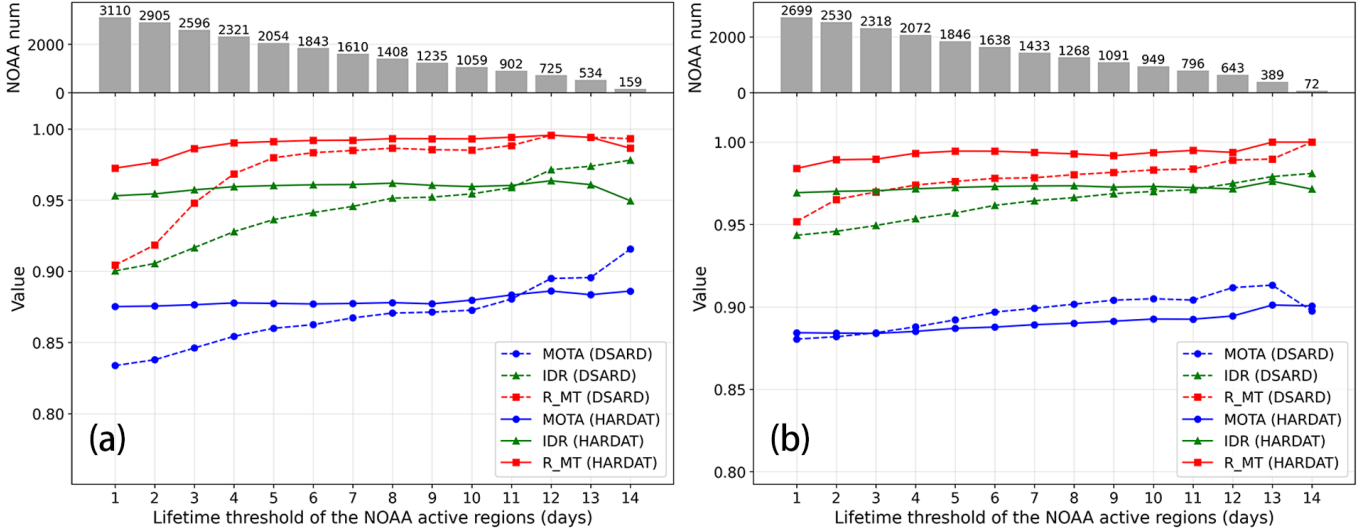 3110 2905 2596 2321 2054 1843 1610 1408 1235 1059 902 725 534 159
NOAA num
2000
0
1.00
0.95
0.90
0.85
0.80
Value
(a)
MOTA (DSARD)
IDR (DSARD)
R_MT (DSARD)
MOTA (HARDAT)
IDR (HARDAT)
R_MT (HARDAT)
1 2 3 4 5 6 7 8 9 10 11 12 13 14
Lifetime threshold of the NOAA active regions (days)
2699 2530 2318 2072 1846 1638 1433 1268 1091 949 796 643 389 72
NOAA num
2000
0
1.00
0.95
0.90
0.85
0.80
Value
(b)
MOTA (DSARD)
IDR (DSARD)
R_MT (DSARD)
MOTA (HARDAT)
IDR (HARDAT)
R_MT (HARDAT)
1 2 3 4 5 6 7 8 9 10 11 12 13 14
Lifetime threshold of the NOAA active regions (days)